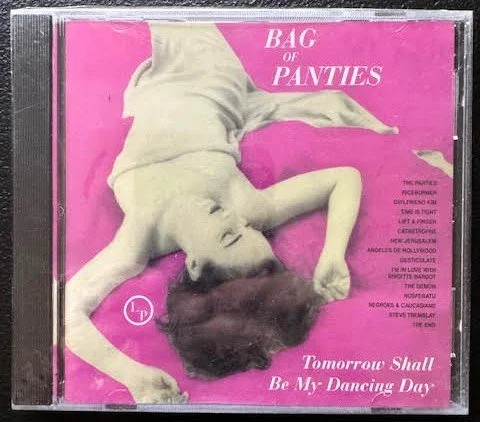 BAG
OF
PANTIES
THE PANTIES
RICEBURNER
GIRLFRIEND KIM
TIME IS TIGHT
LIFT A FINGER
CATASTROPHE
NEW JERUSALEM
ANGELES DE HOLLYWOOD
GESTICULATE
I'M IN LOVE WITH
BRIGITTE BARDOT
THE DEMON
NOSFERATU
NEGROES & CAUCASIANS
STEVE TREMBLAY
THE END
LP
Tomorrow Shall
Be My Dancing Day